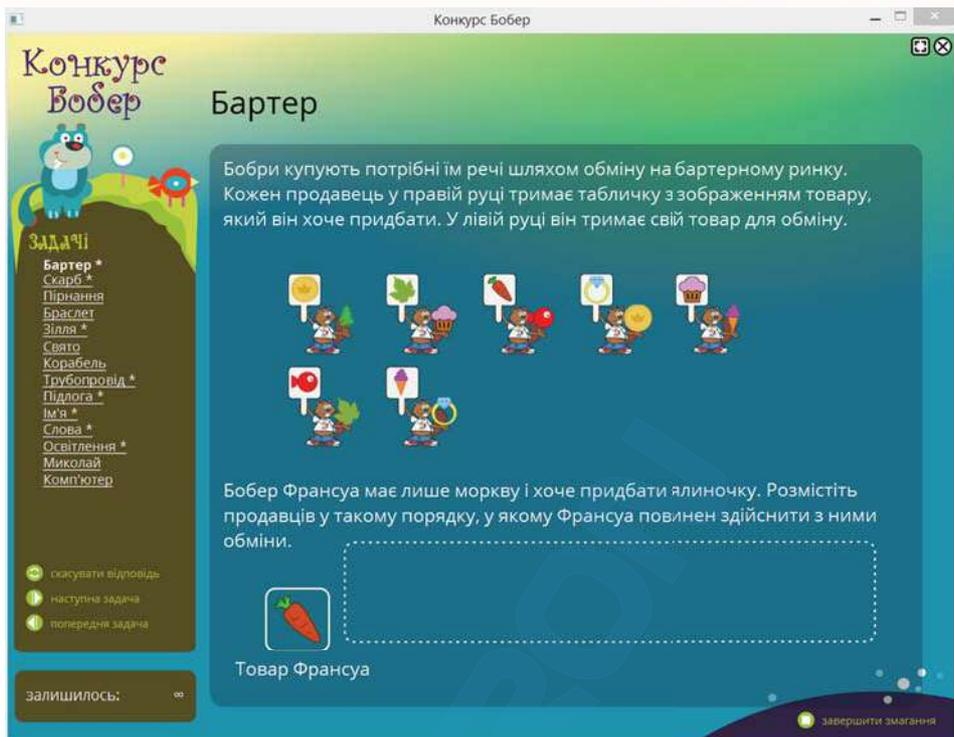 Конкурс Бобер
Конкурс
Бобер
Бартер
Бобри купують потрібні їм речі шляхом обміну на бартерному ринку.
Кожен продавець у правій руці тримає табличку з зображенням товару,
який він хоче придбати. У лівій руці він тримає свій товар для обміну.
ЗАДАЧІ
Бартер *
Скарб *
Пірнання
Браслет
Зілля *
Свято
Корабель
Трубопровід *
Підлога *
Ім'я *
Слова *
Освітлення *
Миколай
Комп'ютер
Бобер Франсуа має лише моркву і хоче придбати ялиночку. Розмістіть
продавців у такому порядку, у якому Франсуа повинен здійснити з ними
обміни.
Товар Франсуа
скасувати відповідь
наступна задача
попередня задача
залишилось: ∞
завершити змагання